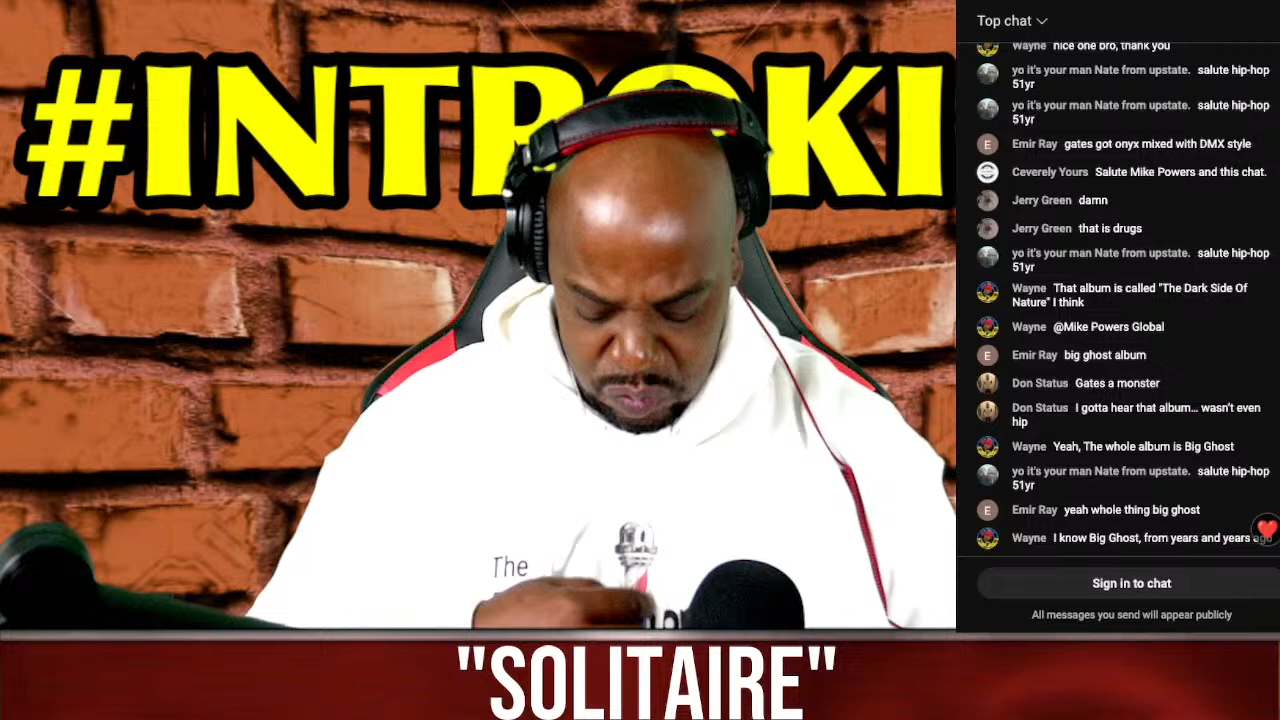 #INTROKI
The
"SOLITAIRE"
Top chat
Wayne nice one bro, thank you
yo it's your man Nate from upstate. salute hip-hop
51yr
yo it's your man Nate from upstate. salute hip-hop
51yr
E Emir Ray gates got onyx mixed with DMX style
Ceverely Yours Salute Mike Powers and this chat.
Jerry Green damn
Jerry Green that is drugs
yo it's your man Nate from upstate. salute hip-hop
51yr
Wayne That album is called "The Dark Side Of
Nature" I think
Wayne @Mike Powers Global
E Emir Ray big ghost album
Don Status Gates a monster
Don Status I gotta hear that album… wasn't even
hip
Wayne Yeah, The whole album is Big Ghost
yo it's your man Nate from upstate. salute hip-hop
51yr
E Emir Ray yeah whole thing big ghost
Wayne I know Big Ghost, from years and years ago
Sign in to chat
All messages you send will appear publicly